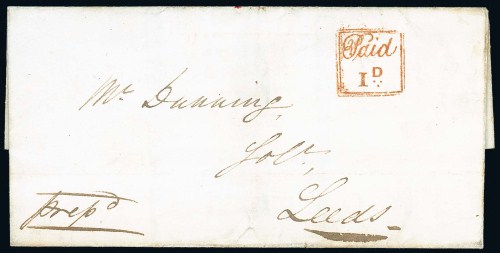 Paid
1D
Mr. Dunning,
Solr,
Leeds
prepd